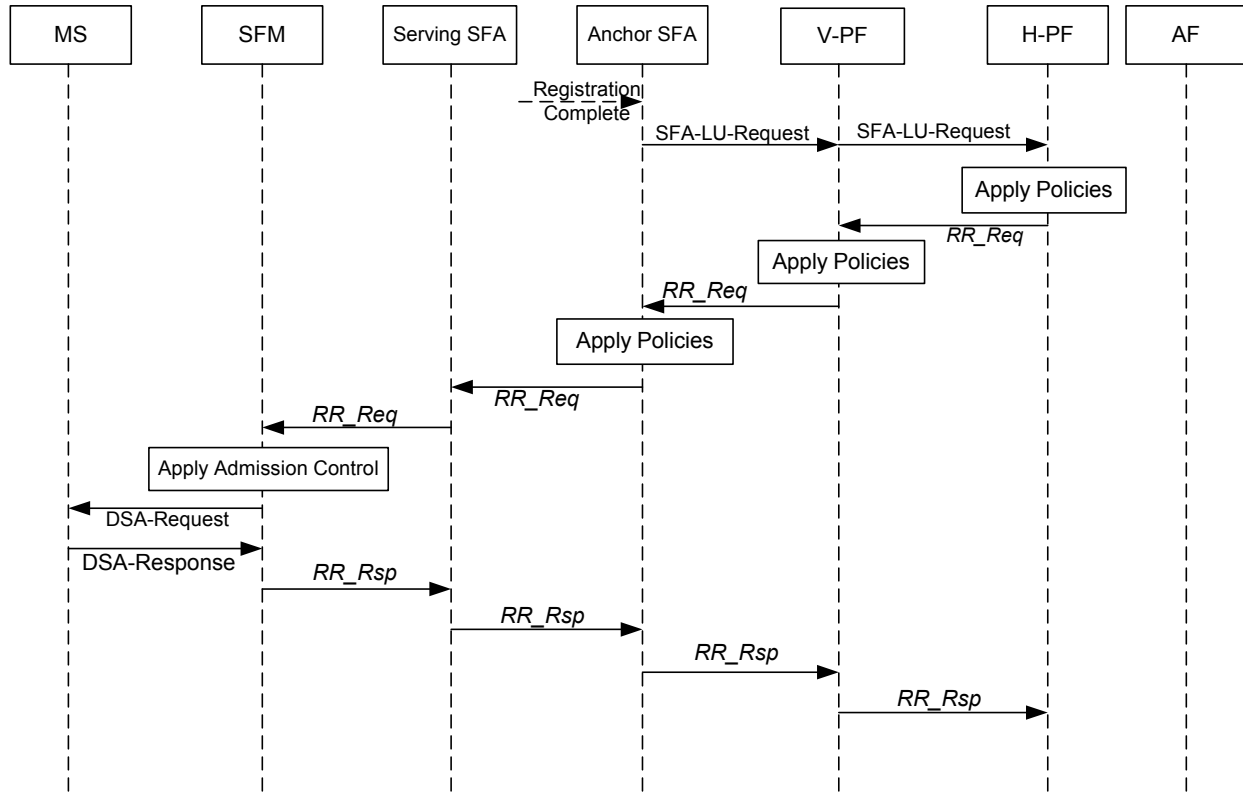 MS
SFM
Serving SFA
Anchor SFA
V-PF
H-PF
AF
Registration
Complete
SFA-LU-Request
SFA-LU-Request
Apply Policies
RR_Req
Apply Policies
RR_Req
Apply Policies
RR_Req
RR_Req
Apply Admission Control
DSA-Request
DSA-Response
RR_Rsp
RR_Rsp
RR_Rsp
RR_Rsp